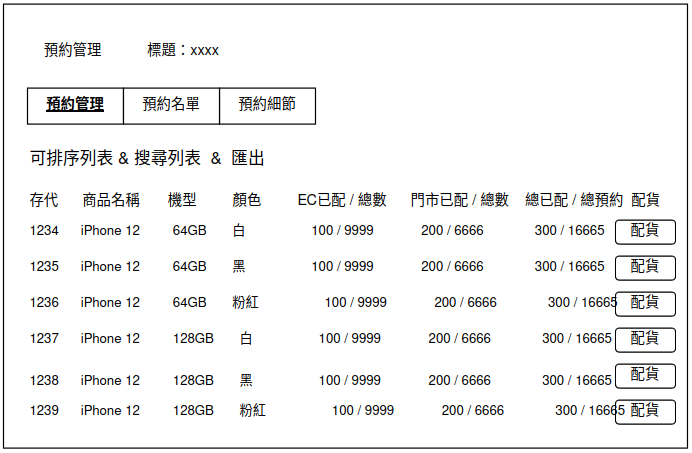 預約管理 標題：xxxx
預約管理 預約名單 預約細節
可排序列表 & 搜尋列表 & 匯出
存代 商品名稱 機型 顏色 EC已配 / 總數 門市已配 / 總數 總已配 / 總預約 配貨
1234 iPhone 12 64GB 白 100 / 9999 200 / 6666 300 / 16665 配貨
1235 iPhone 12 64GB 黑 100 / 9999 200 / 6666 300 / 16665 配貨
1236 iPhone 12 64GB 粉紅 100 / 9999 200 / 6666 300 / 16665 配貨
1237 iPhone 12 128GB 白 100 / 9999 200 / 6666 300 / 16665 配貨
1238 iPhone 12 128GB 黑 100 / 9999 200 / 6666 300 / 16665 配貨
1239 iPhone 12 128GB 粉紅 100 / 9999 200 / 6666 300 / 16665 配貨